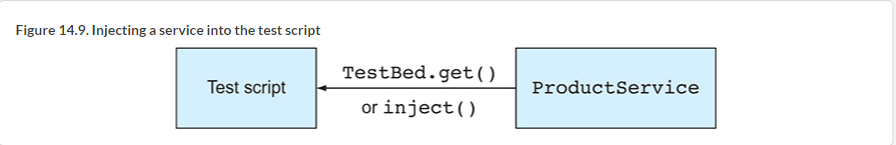 Figure 14.9. Injecting a service into the test script
Test script
TestBed.get()
or inject()
ProductService